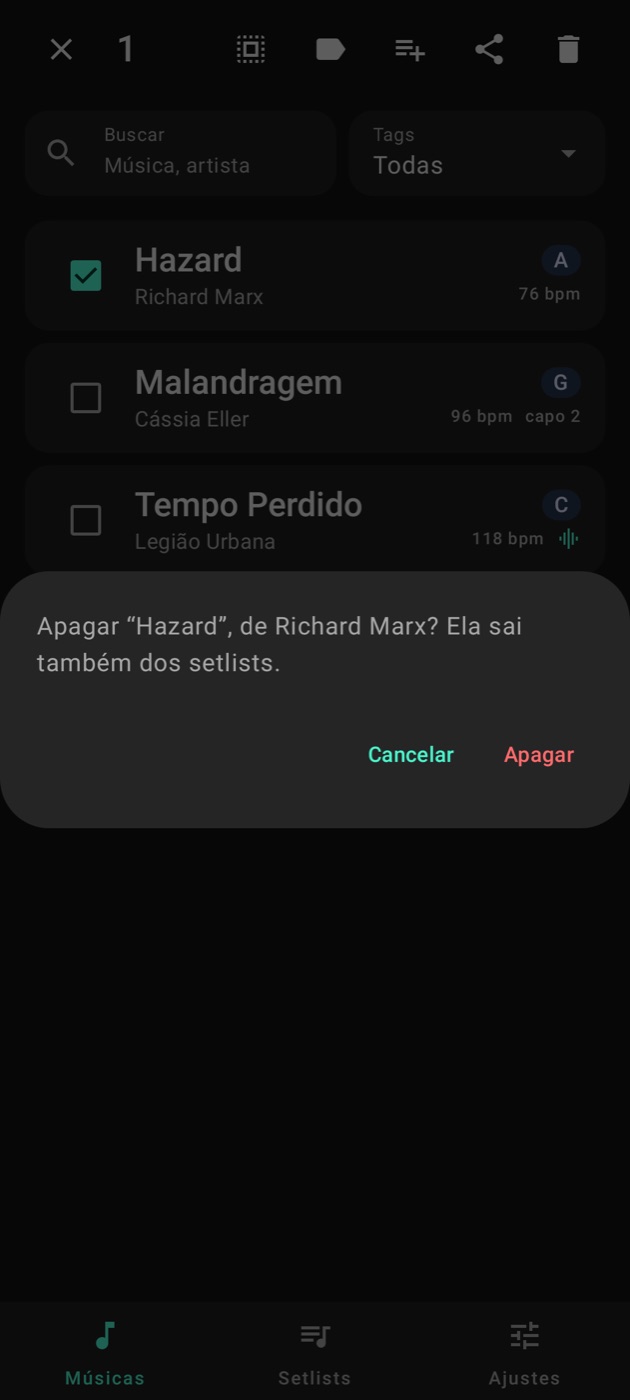 1
Buscar
Música, artista
Tags
Todas
Hazard
A
Richard Marx
76 bpm
Malandragem
G
Cássia Eller
96 bpm capo 2
Tempo Perdido
C
Legião Urbana
118 bpm
Apagar “Hazard”, de Richard Marx? Ela sai
também dos setlists.
Cancelar
Apagar
Músicas
Setlists
Ajustes